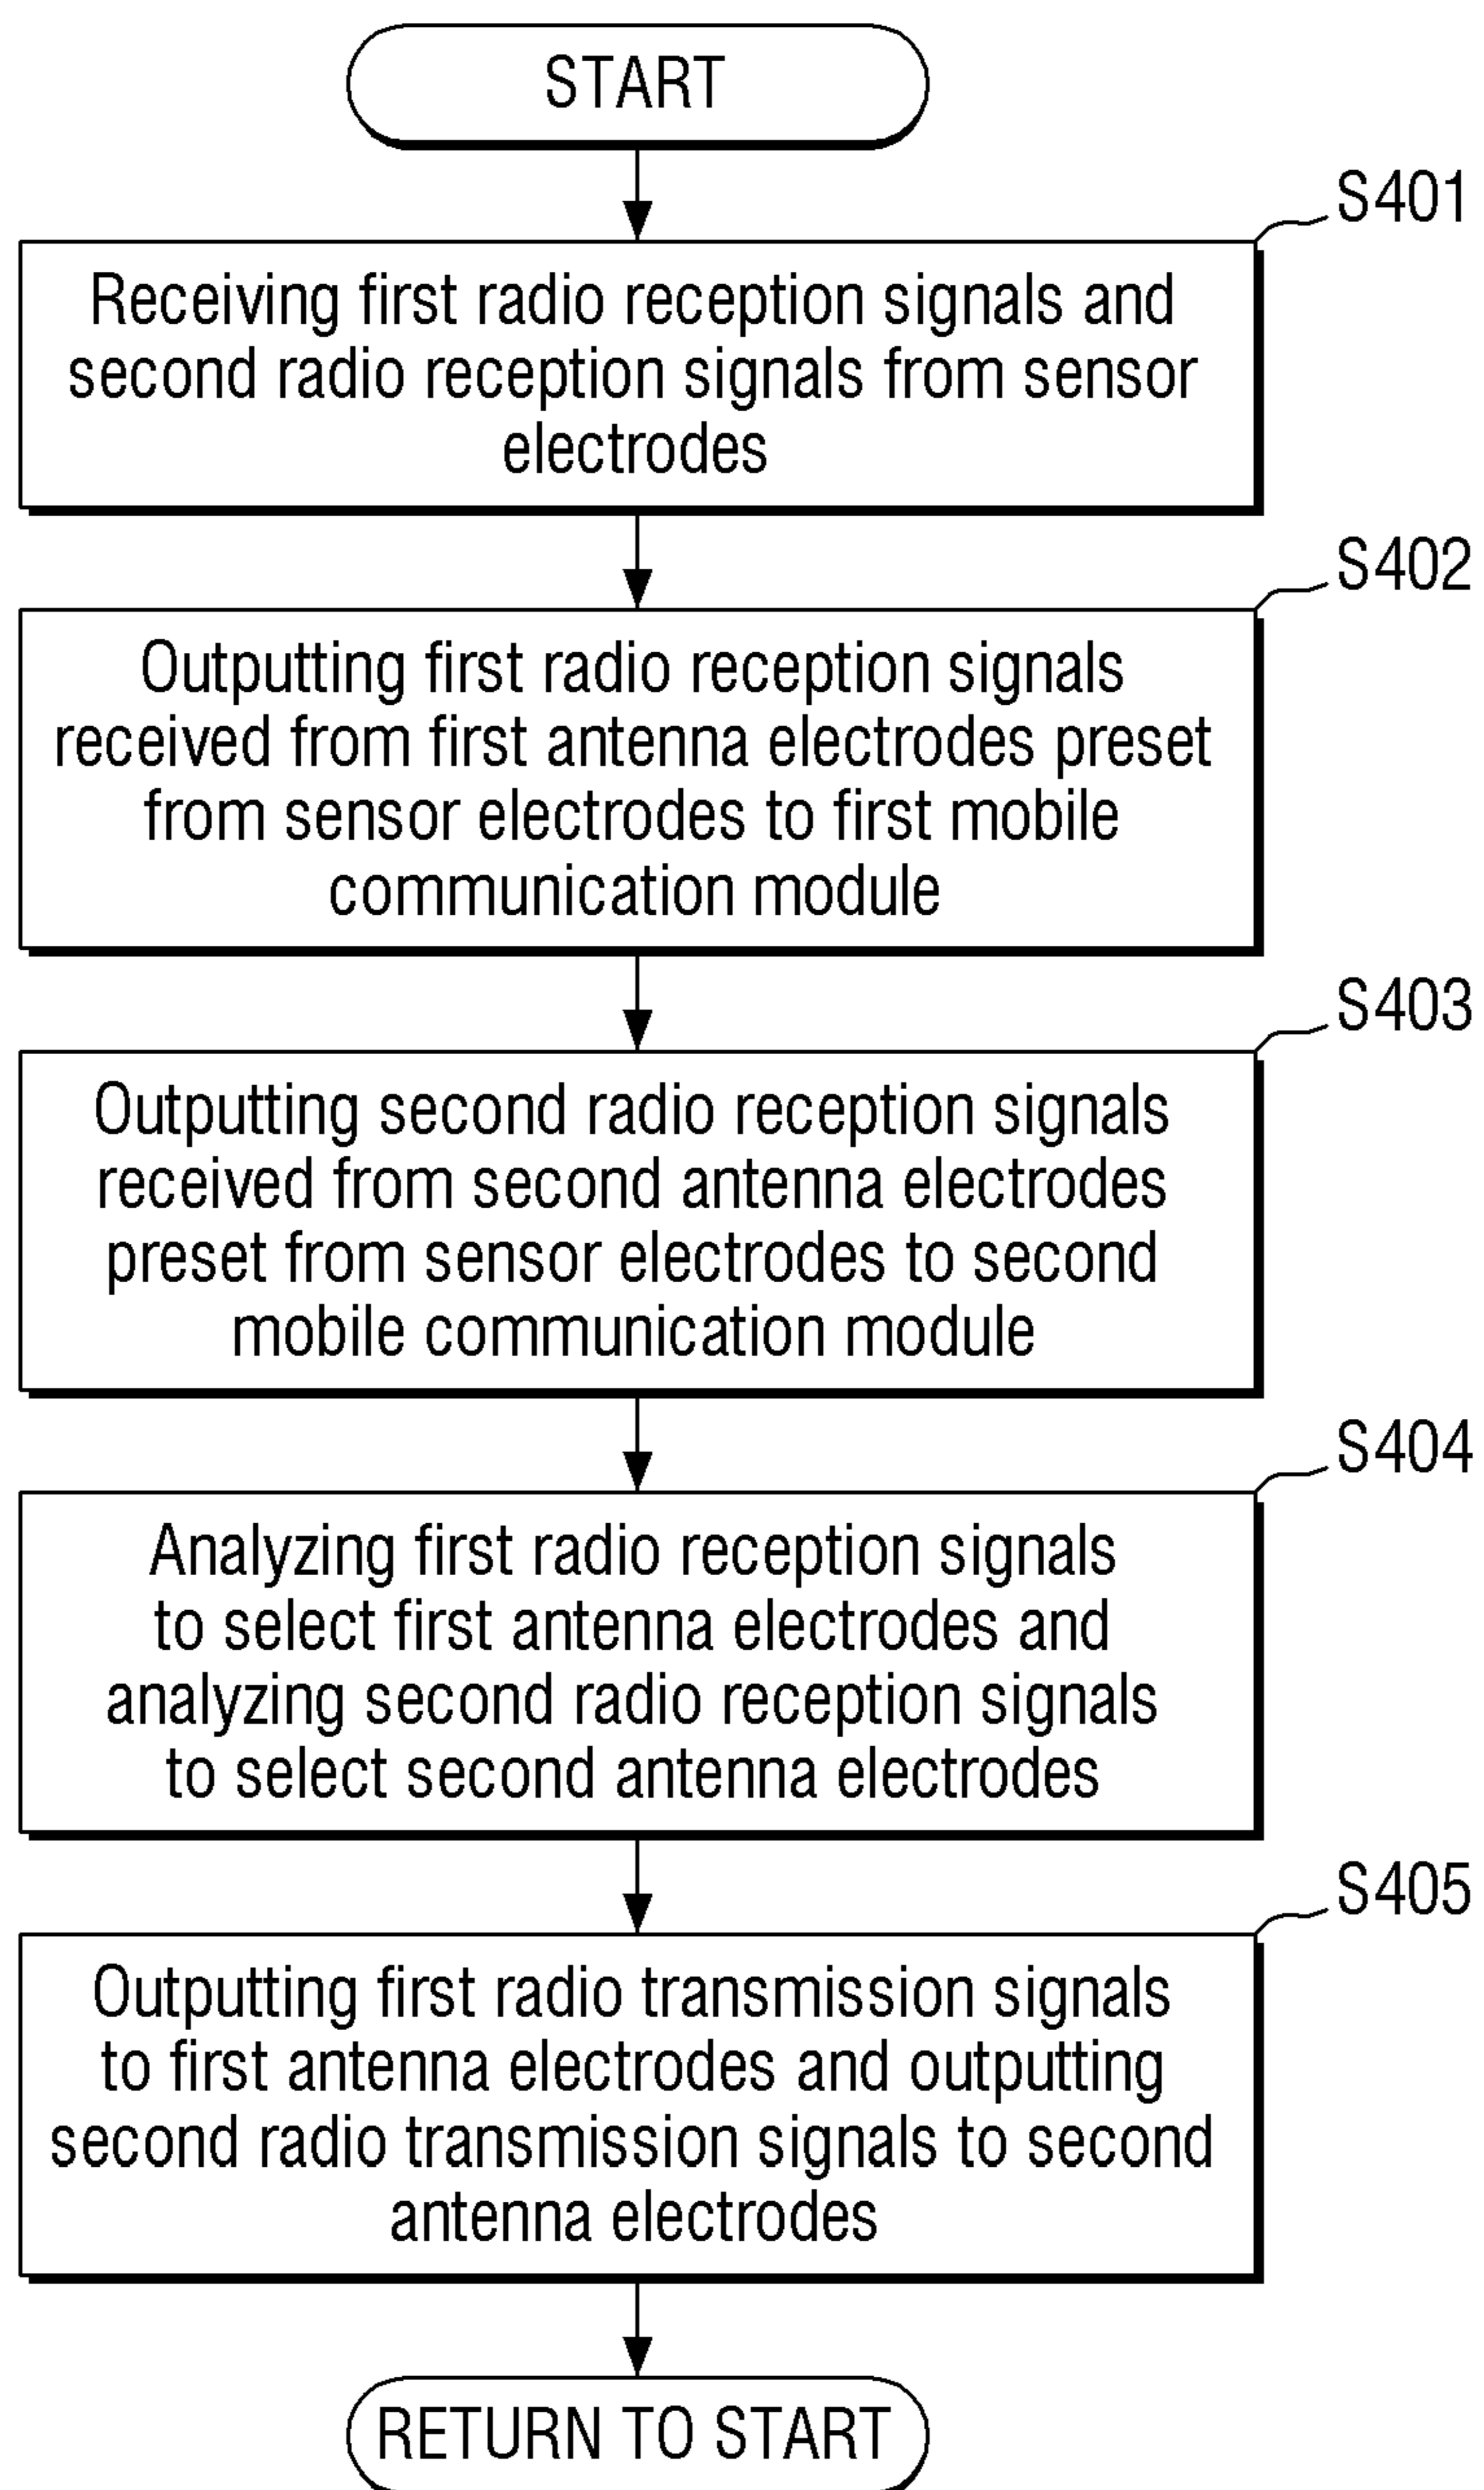 START
S401
Receiving first radio reception signals and
second radio reception signals from sensor
electrodes
S402
Outputting first radio reception signals
received from first antenna electrodes preset
from sensor electrodes to first mobile
communication module
S403
Outputting second radio reception signals
received from second antenna electrodes
preset from sensor electrodes to second
mobile communication module
S404
Analyzing first radio reception signals
to select first antenna electrodes and
analyzing second radio reception signals
to select second antenna electrodes
S405
Outputting first radio transmission signals
to first antenna electrodes and outputting
second radio transmission signals to second
antenna electrodes
RETURN TO START